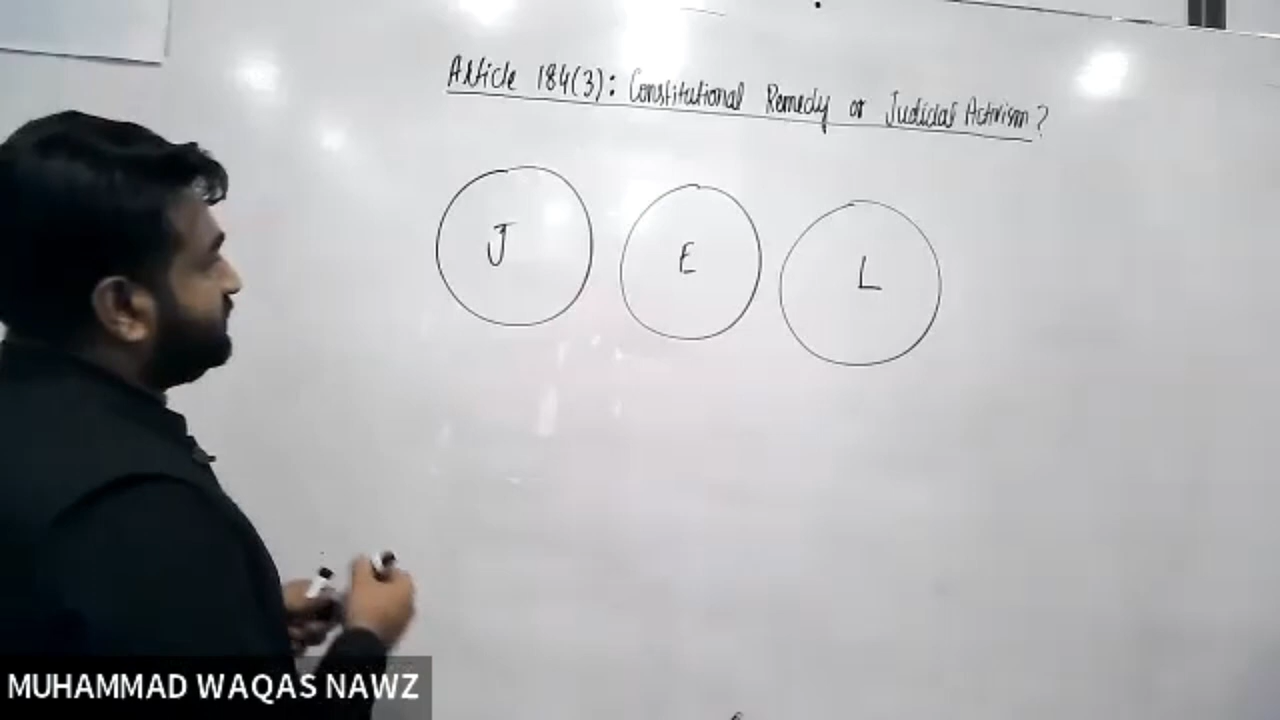 Article 184(3): Constitutional Remedy or Judicial Activism?
J E L
MUHAMMAD WAQAS NAWZ